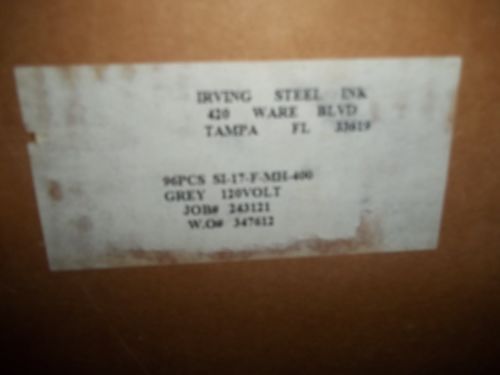 IRVING STEEL INK
420 WARE BLVD
TAMPA FL 33619
96PCS SI-17-F-MH-400
GREY 120VOLT
JOB# 243121
W.O# 347612